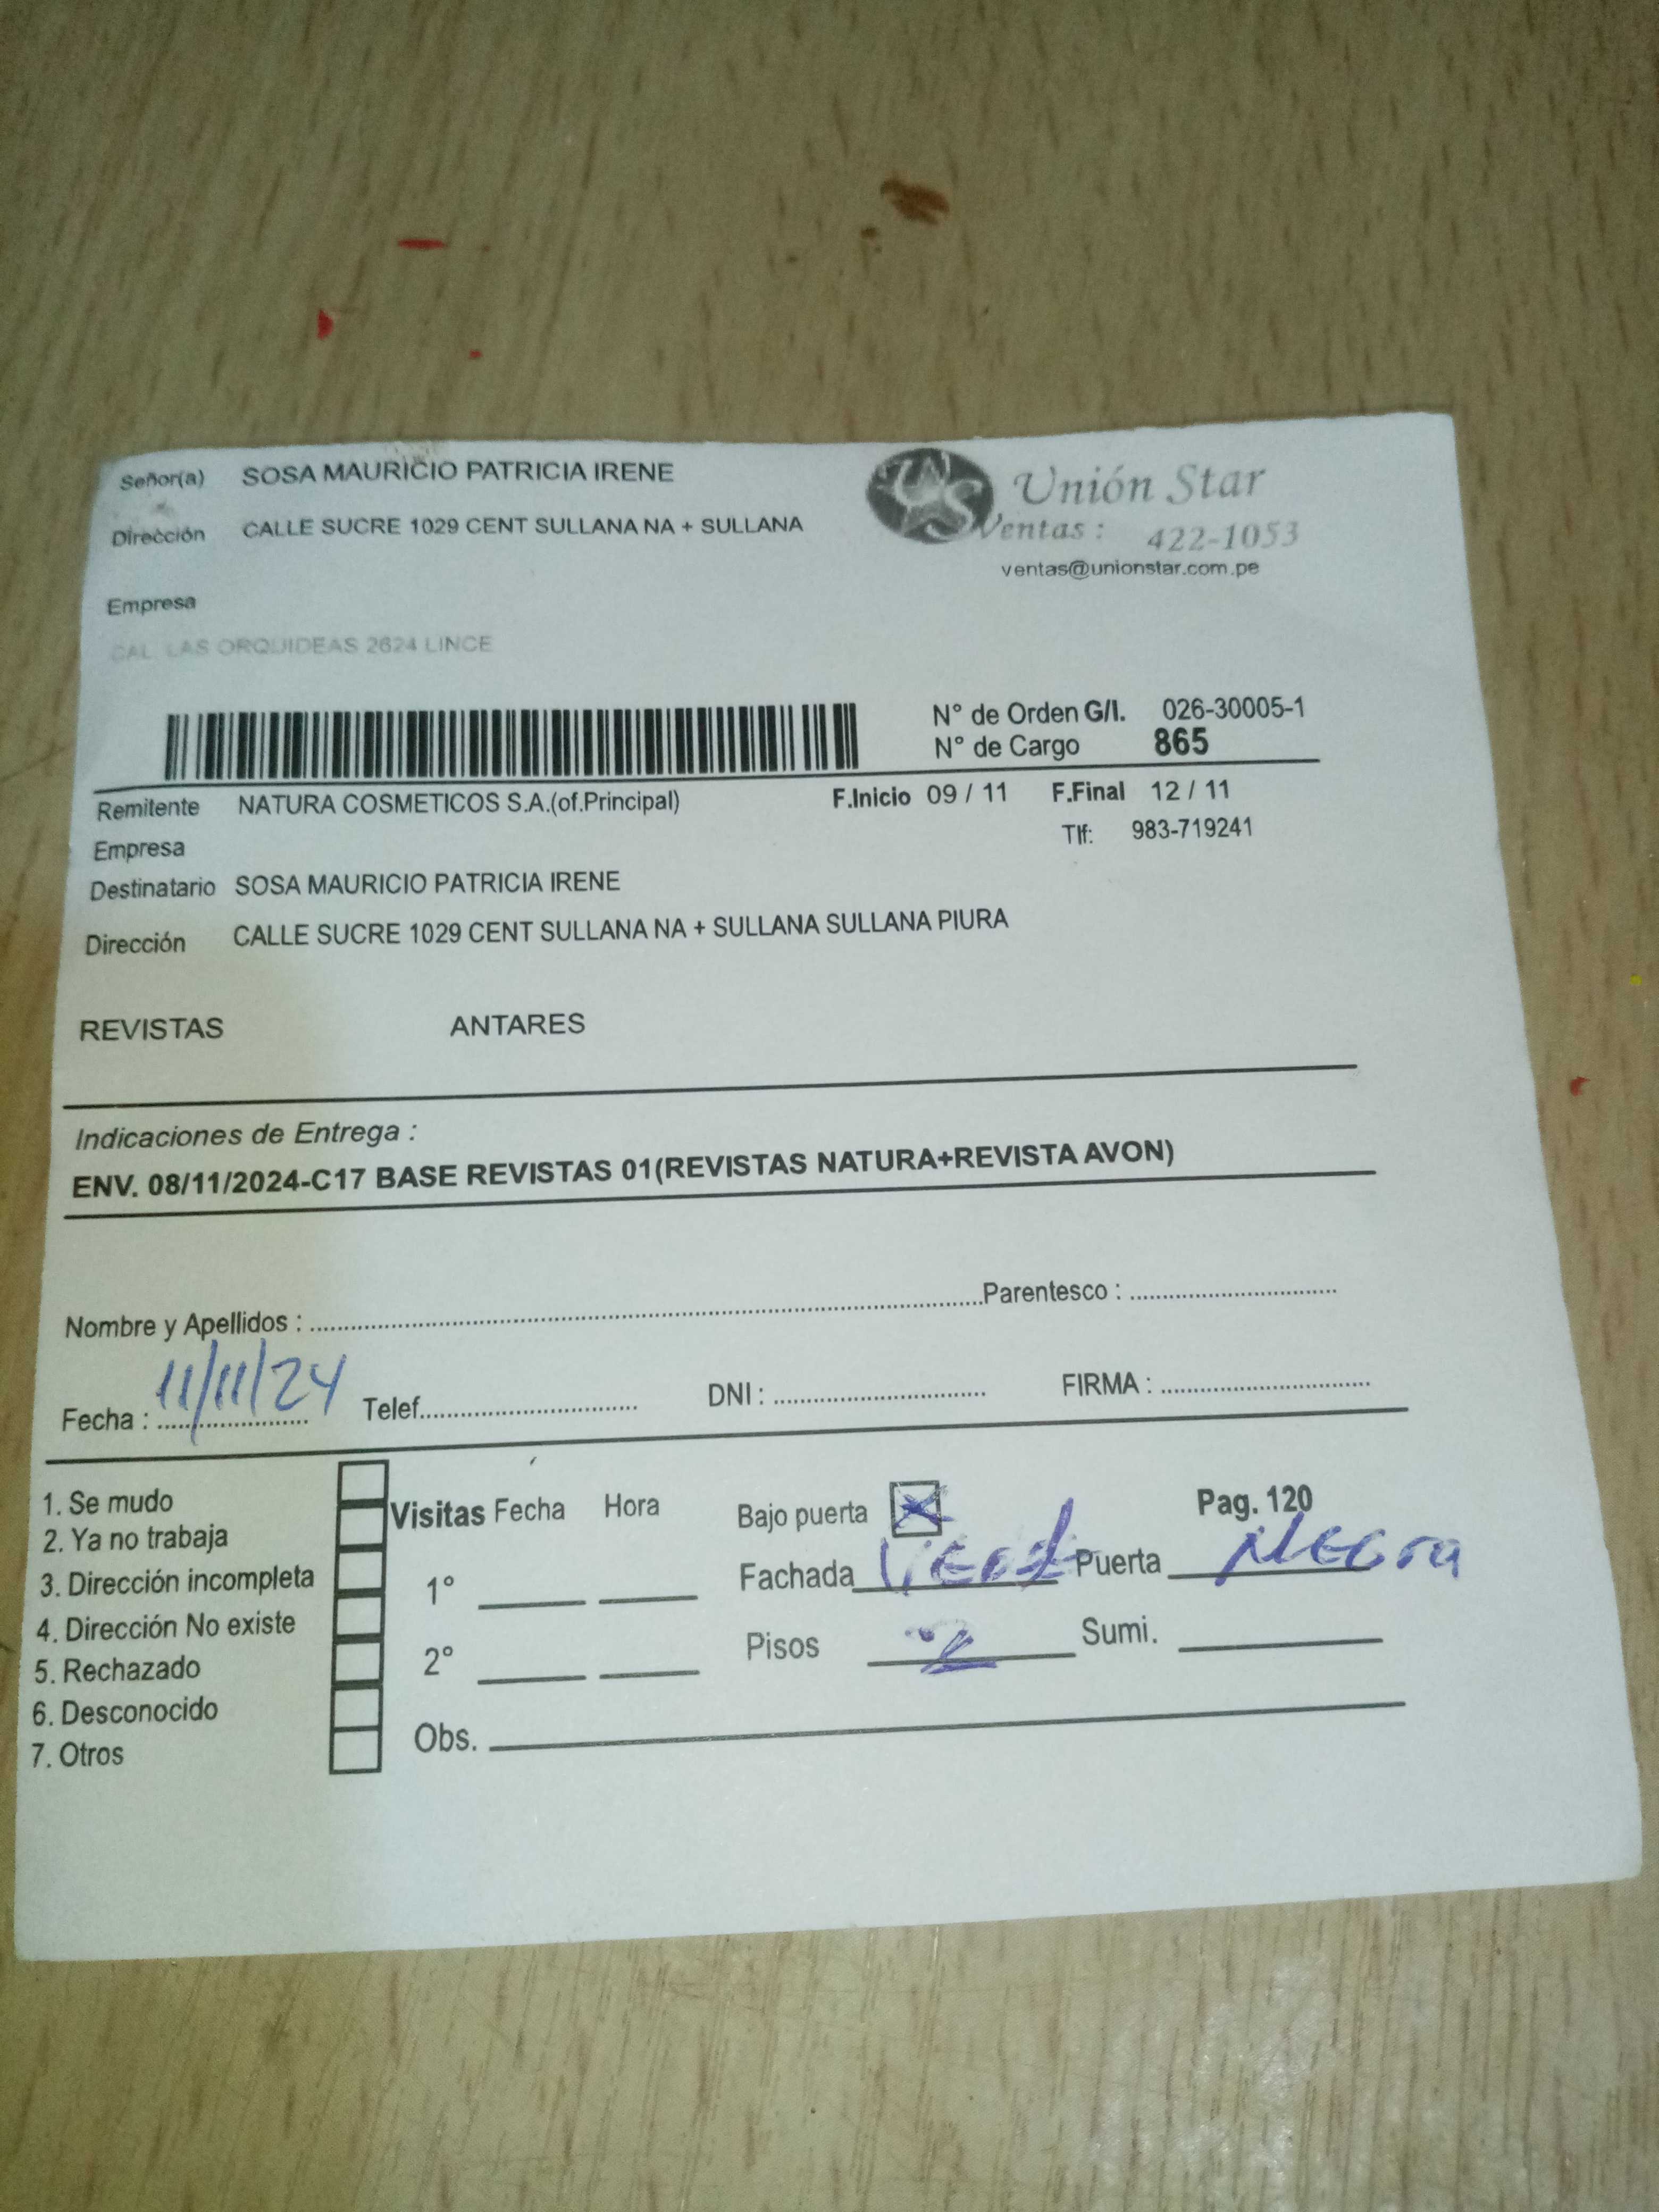 Señor(a) SOSA MAURICIO PATRICIA IRENE
Unión Star
Dirección CALLE SUCRE 1029 CENT SULLANA NA + SULLANA
Ventas : 422-1053
ventas@unionstar.com.pe
Empresa
CAL. LAS ORQUIDEAS 2624 LINCE
N° de Orden G/I. 026-30005-1
N° de Cargo 865
Remitente NATURA COSMETICOS S.A.(of.Principal) F.Inicio 09 / 11 F.Final 12 / 11
Empresa Tlf: 983-719241
Destinatario SOSA MAURICIO PATRICIA IRENE
Dirección CALLE SUCRE 1029 CENT SULLANA NA + SULLANA SULLANA PIURA
REVISTAS ANTARES
Indicaciones de Entrega :
ENV. 08/11/2024-C17 BASE REVISTAS 01(REVISTAS NATURA+REVISTA AVON)
Nombre y Apellidos : Parentesco :
Fecha : 11/11/24 Telef. DNI : FIRMA :
1. Se mudo
2. Ya no trabaja
3. Dirección incompleta
4. Dirección No existe
5. Rechazado
6. Desconocido
7. Otros
Visitas Fecha Hora
1°
2°
Obs.
Bajo puerta X Pag. 120
Fachada Puerta NEGra
Pisos 2 Sumi.